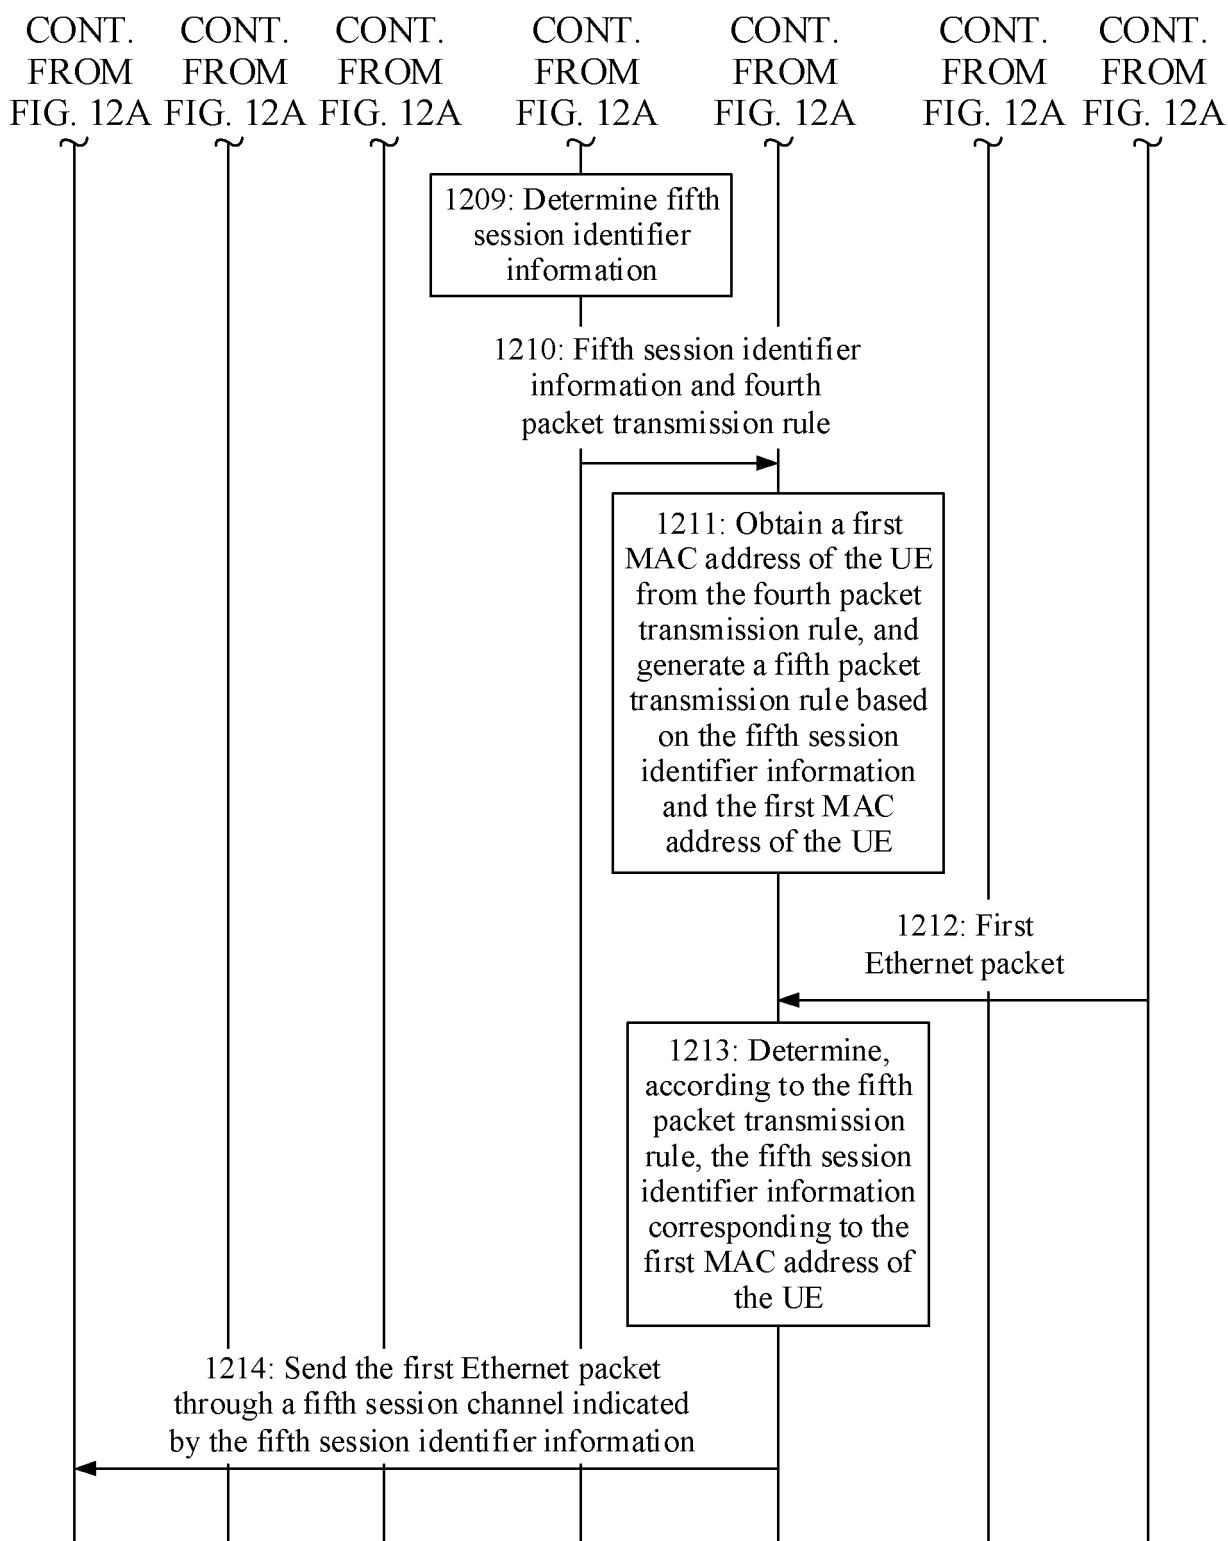 CONT. FROM FIG. 12A
CONT. FROM FIG. 12A
CONT. FROM FIG. 12A
CONT. FROM FIG. 12A
CONT. FROM FIG. 12A
CONT. FROM FIG. 12A
CONT. FROM FIG. 12A
1209: Determine fifth
session identifier
information
1210: Fifth session identifier
information and fourth
packet transmission rule
1211: Obtain a first
MAC address of the UE
from the fourth packet
transmission rule, and
generate a fifth packet
transmission rule based
on the fifth session
identifier information
and the first MAC
address of the UE
1212: First
Ethernet packet
1213: Determine,
according to the fifth
packet transmission
rule, the fifth session
identifier information
corresponding to the
first MAC address of
the UE
1214: Send the first Ethernet packet
through a fifth session channel indicated
by the fifth session identifier information